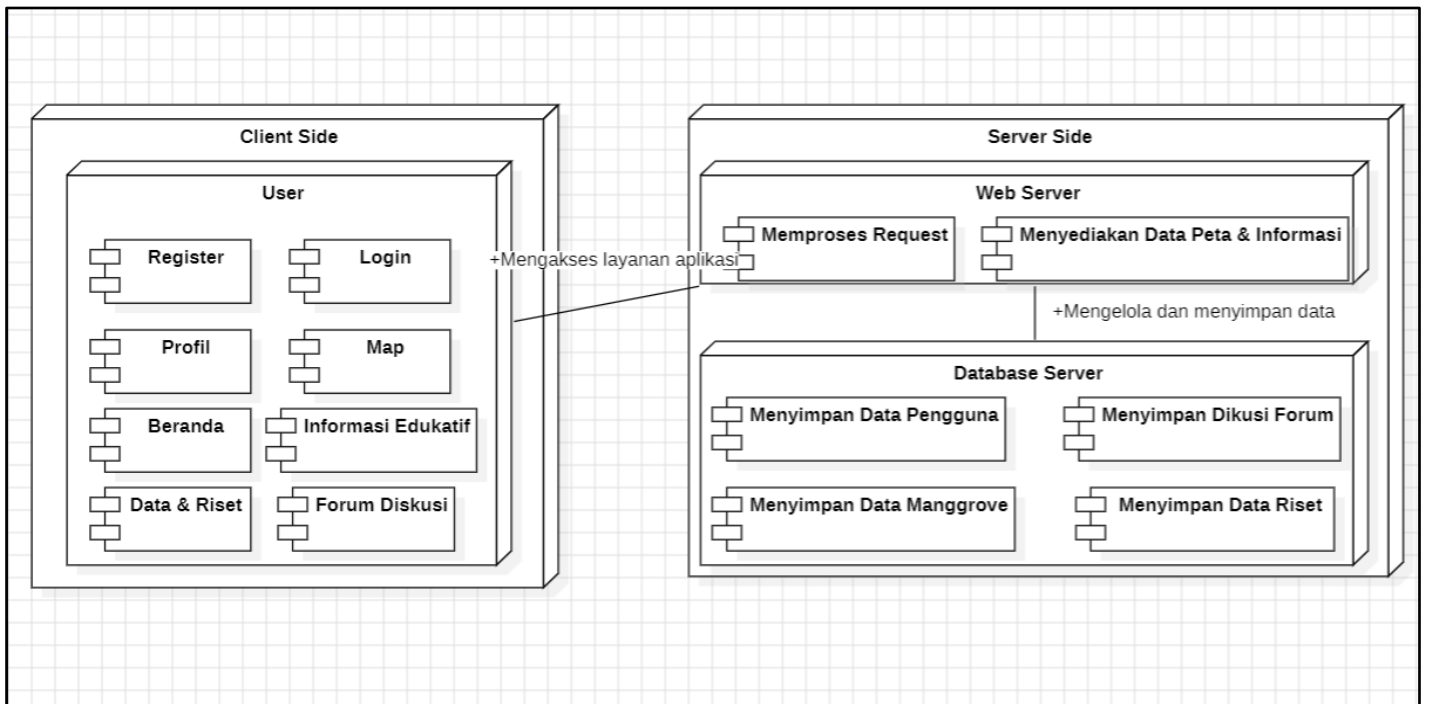 Client Side
User
Register
Login
Profil
Map
Beranda
Informasi Edukatif
Data & Riset
Forum Diskusi
+Mengakses layanan aplikasi
Server Side
Web Server
Memproses Request
Menyediakan Data Peta & Informasi
+Mengelola dan menyimpan data
Database Server
Menyimpan Data Pengguna
Menyimpan Dikusi Forum
Menyimpan Data Manggrove
Menyimpan Data Riset